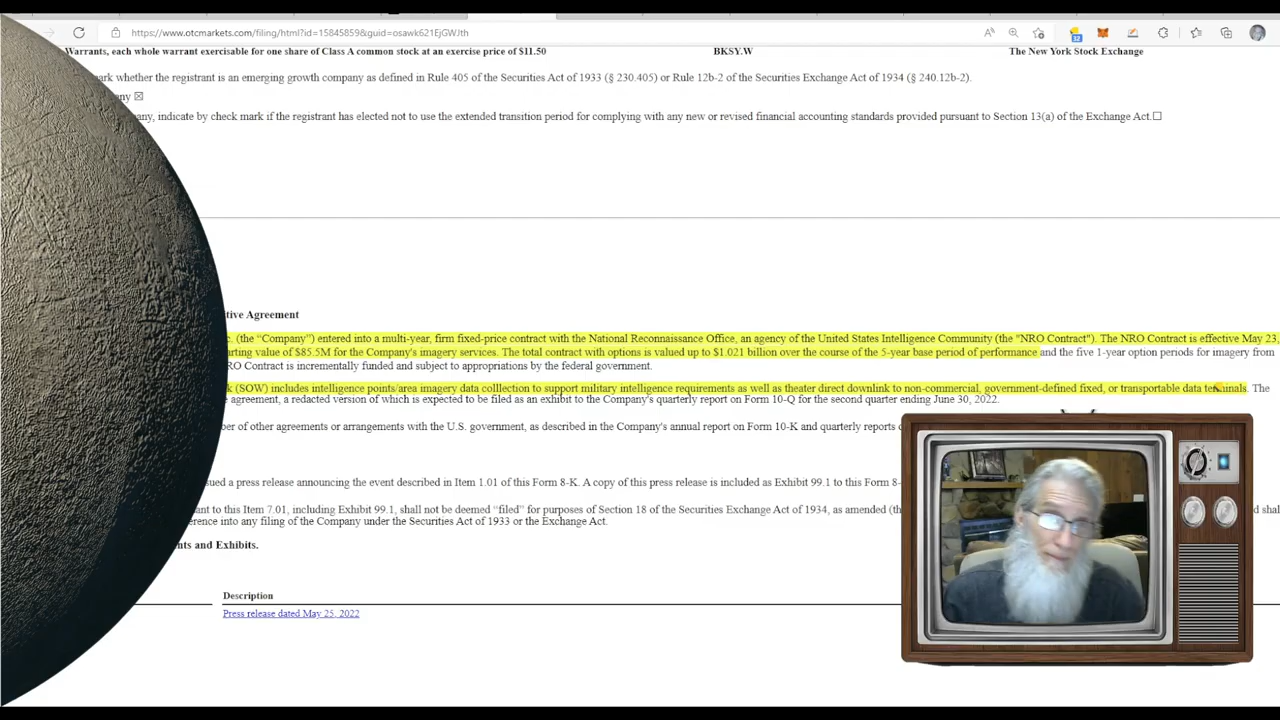 https://www.otcmarkets.com/filing/html?id=15845859&guid=osawk621EjGWJth
Warrants, each whole warrant exercisable for one share of Class A common stock at an exercise price of $11.50 BKSY.W The New York Stock Exchange
ark whether the registrant is an emerging growth company as defined in Rule 405 of the Securities Act of 1933 (§ 230.405) or Rule 12b-2 of the Securities Exchange Act of 1934 (§ 240.12b-2).
ny ☒
ny, indicate by check mark if the registrant has elected not to use the extended transition period for complying with any new or revised financial accounting standards provided pursuant to Section 13(a) of the Exchange Act.☐
tive Agreement
c. (the “Company”) entered into a multi-year, firm fixed-price contract with the National Reconnaissance Office, an agency of the United States Intelligence Community (the "NRO Contract"). The NRO Contract is effective May 23,
arting value of $85.5M for the Company's imagery services. The total contract with options is valued up to $1.021 billion over the course of the 5-year base period of performance and the five 1-year option periods for imagery from
RO Contract is incrementally funded and subject to appropriations by the federal government.
k (SOW) includes intelligence points/area imagery data colllection to support military intelligence requirements as well as theater direct downlink to non-commercial, government-defined fixed, or transportable data terminals. The
e agreement, a redacted version of which is expected to be filed as an exhibit to the Company's quarterly report on Form 10-Q for the second quarter ending June 30, 2022.
er of other agreements or arrangements with the U.S. government, as described in the Company's annual report on Form 10-K and quarterly reports
sued a press release announcing the event described in Item 1.01 of this Form 8-K. A copy of this press release is included as Exhibit 99.1 to this Form 8-
ant to this Item 7.01, including Exhibit 99.1, shall not be deemed “filed” for purposes of Section 18 of the Securities Exchange Act of 1934, as amended (th d shal
erence into any filing of the Company under the Securities Act of 1933 or the Exchange Act.
nts and Exhibits.
Description
Press release dated May 25, 2022